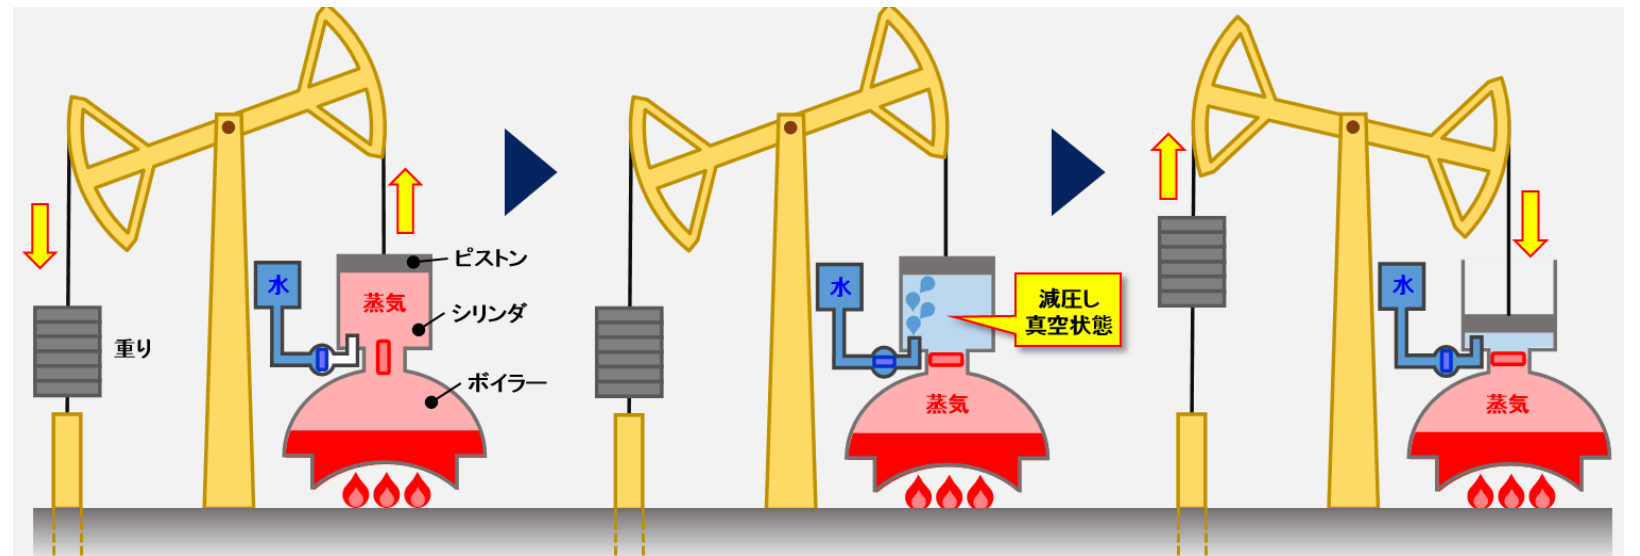 水
蒸気
ピストン
シリンダ
重り
ボイラー
水
減圧し
真空状態
蒸気
水
蒸気